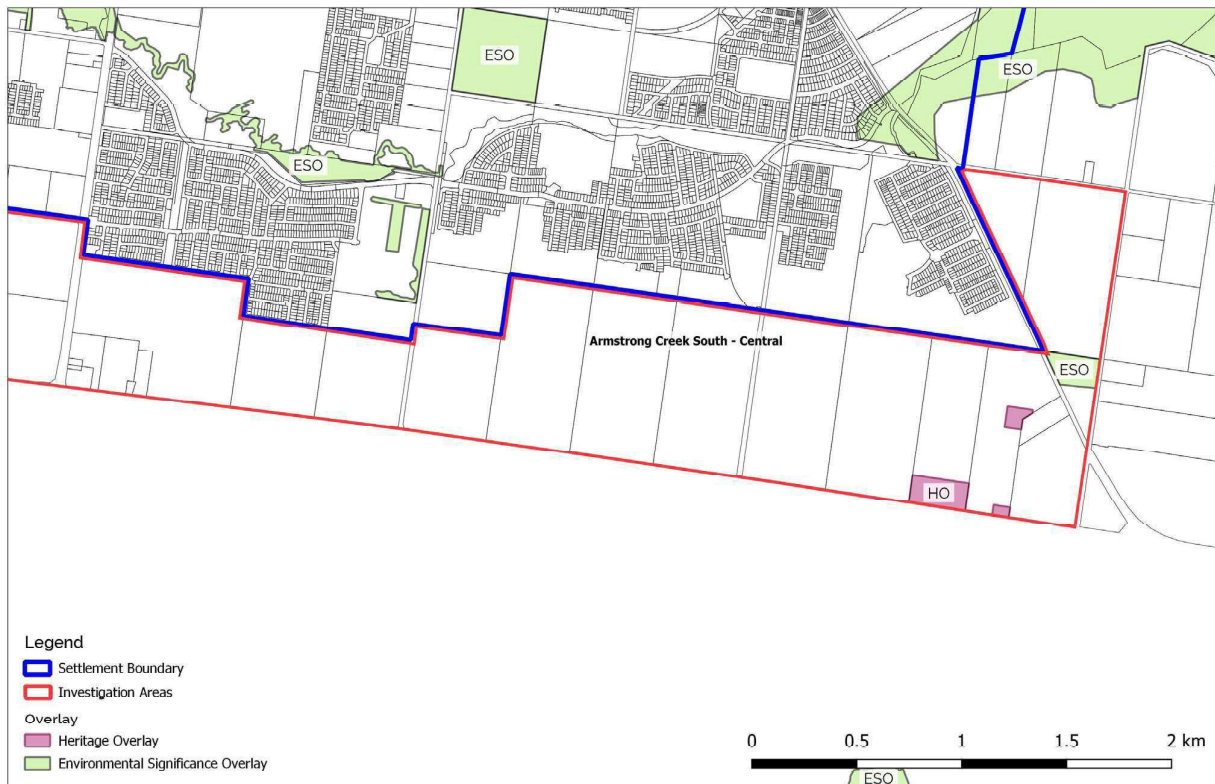 ESO
ESO
ESO
Armstrong Creek South - Central
ESO
HO
Legend
Settlement Boundary
Investigation Areas
Overlay
Heritage Overlay
Environmental Significance Overlay
0 0.5 1 1.5 2 km
ESO